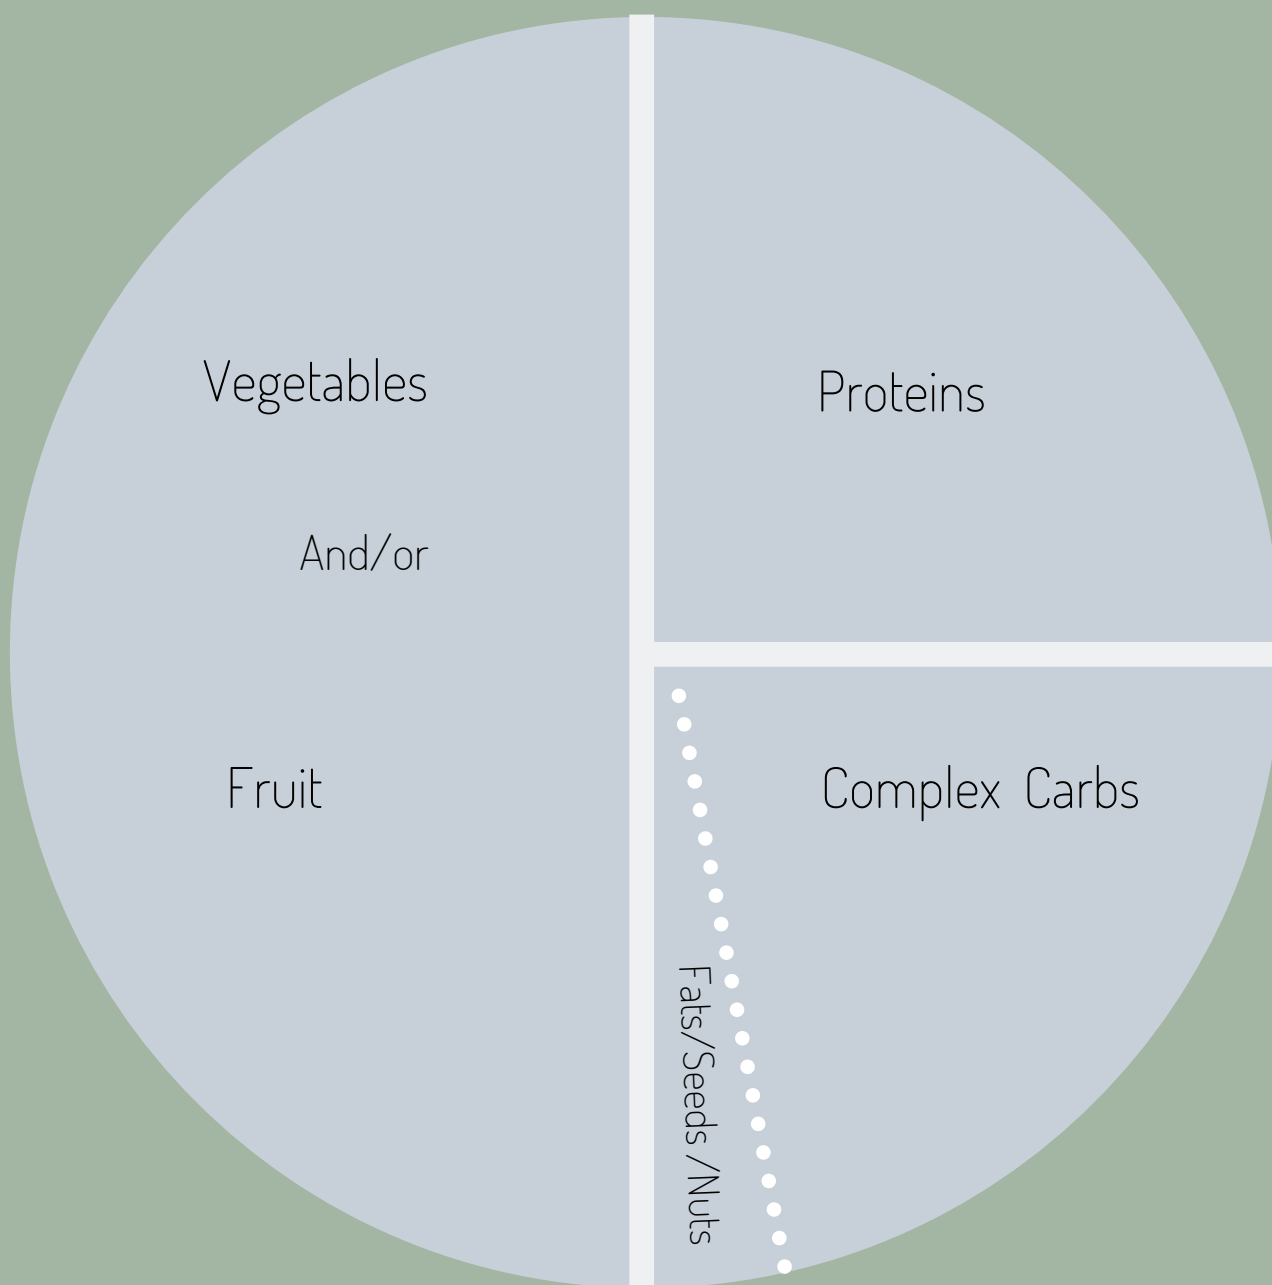 Vegetables
And/or
Fruit
Proteins
Complex Carbs
Fats/Seeds /Nuts